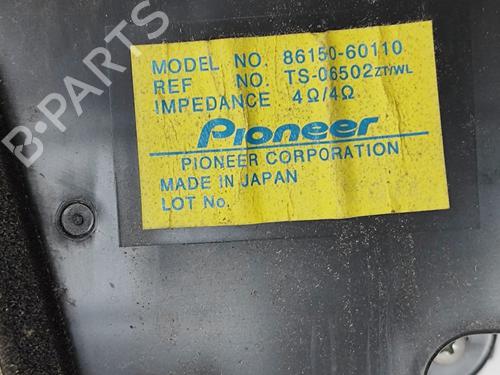 B-PARTS
MODEL NO. 86150-60110
REF NO. TS-06502ZT/WL
IMPEDANCE 4Ω/4Ω
Pioneer
PIONEER CORPORATION
MADE IN JAPAN
LOT No.